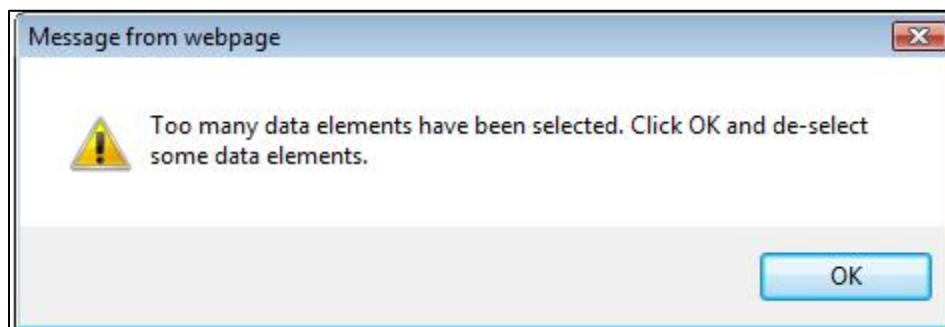 Message from webpage
Too many data elements have been selected. Click OK and de-select
some data elements.
OK